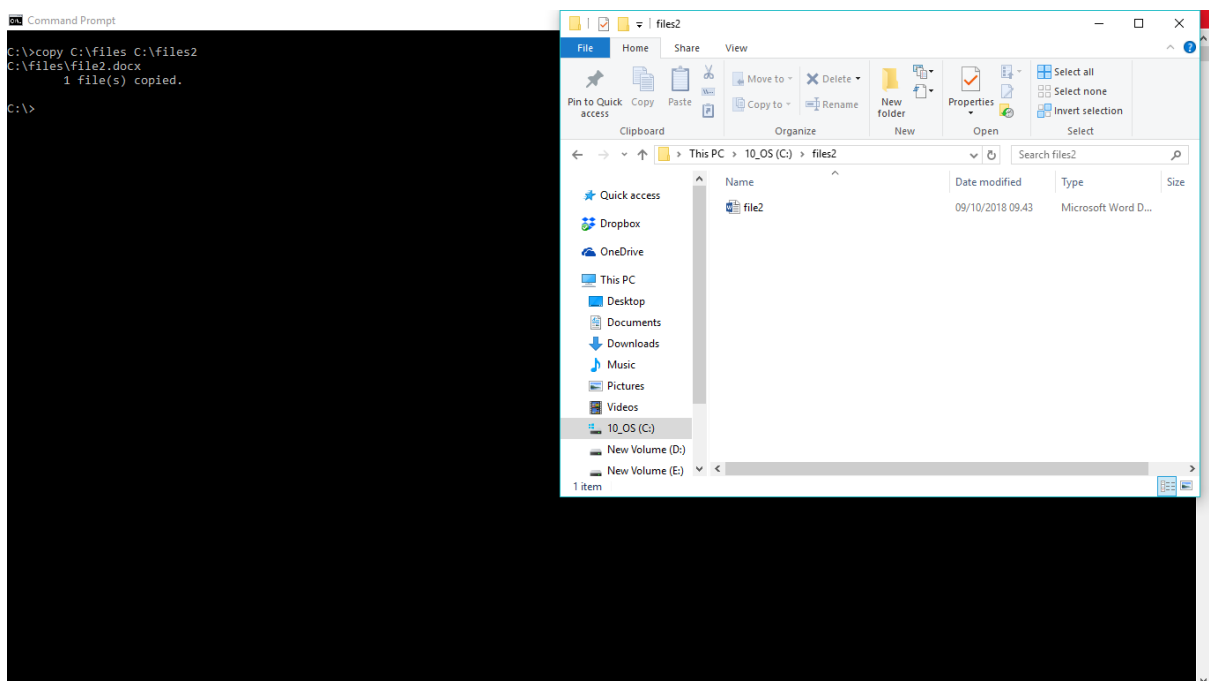 Command Prompt
C:\>copy C:\files C:\files2
C:\files\file2.docx
1 file(s) copied.
C:\>
files2
File Home Share View
Pin to Quick access
Copy
Paste
Move to
Copy to
Delete
Rename
New folder
Properties
Select all
Select none
Invert selection
Clipboard Organize New Open Select
This PC > 10_OS (C:) > files2
Search files2
Name Date modified Type Size
file2 09/10/2018 09.43 Microsoft Word D...
Quick access
Dropbox
OneDrive
This PC
Desktop
Documents
Downloads
Music
Pictures
Videos
10_OS (C:)
New Volume (D:)
New Volume (E:)
1 item